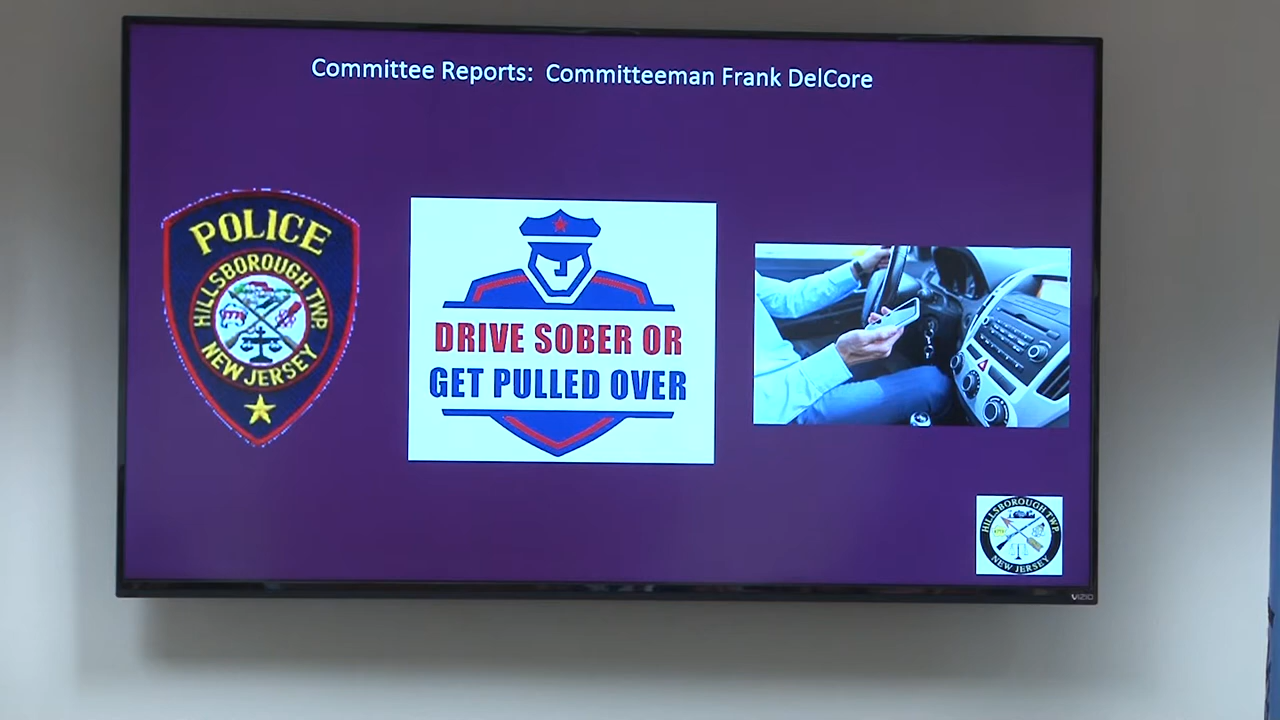 Committee Reports: Committeeman Frank DelCore
POLICE
HILLSBOROUGH TWP
NEW JERSEY
DRIVE SOBER OR
GET PULLED OVER
HILLSBOROUGH TWP.
NEW JERSEY
VIZIO